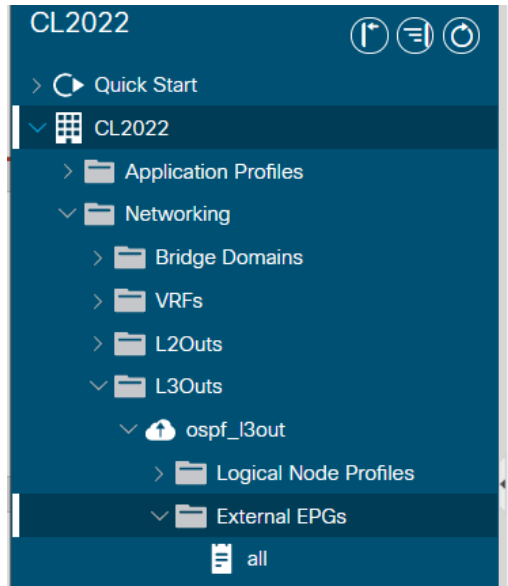 CL2022
Quick Start
CL2022
Application Profiles
Networking
Bridge Domains
VRFs
L2Outs
L3Outs
ospf_l3out
Logical Node Profiles
External EPGs
all